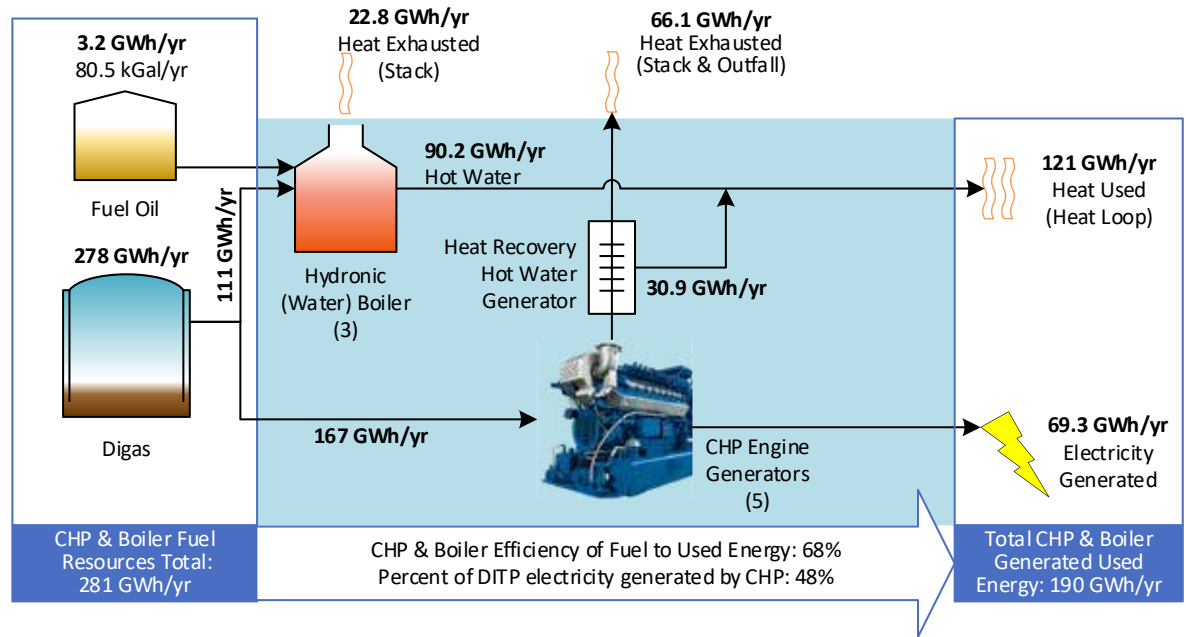 3.2 GWh/yr
80.5 kGal/yr
Fuel Oil
278 GWh/yr
Digas
111 GWh/yr
167 GWh/yr
22.8 GWh/yr
Heat Exhausted
(Stack)
Hydronic
(Water) Boiler
(3)
90.2 GWh/yr
Hot Water
66.1 GWh/yr
Heat Exhausted
(Stack & Outfall)
Heat Recovery
Hot Water
Generator
30.9 GWh/yr
CHP Engine
Generators
(5)
121 GWh/yr
Heat Used
(Heat Loop)
69.3 GWh/yr
Electricity
Generated
CHP & Boiler Fuel
Resources Total:
281 GWh/yr
CHP & Boiler Efficiency of Fuel to Used Energy: 68%
Percent of DITP electricity generated by CHP: 48%
Total CHP & Boiler
Generated Used
Energy: 190 GWh/yr